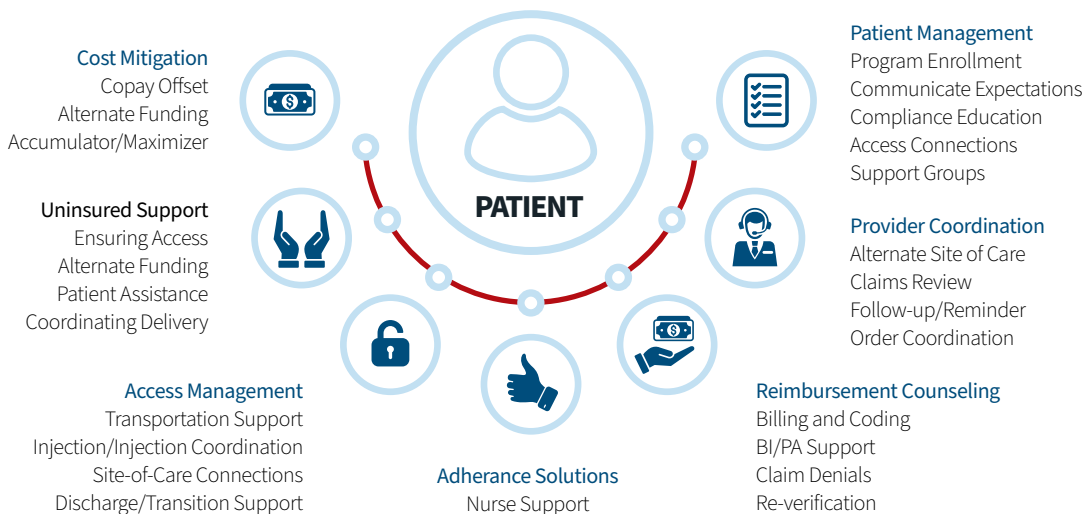 Cost Mitigation
Copay Offset
Alternate Funding
Accumulator/Maximizer
Uninsured Support
Ensuring Access
Alternate Funding
Patient Assistance
Coordinating Delivery
Access Management
Transportation Support
Injection/Injection Coordination
Site-of-Care Connections
Discharge/Transition Support
PATIENT
Adherance Solutions
Nurse Support
Patient Management
Program Enrollment
Communicate Expectations
Compliance Education
Access Connections
Support Groups
Provider Coordination
Alternate Site of Care
Claims Review
Follow-up/Reminder
Order Coordination
Reimbursement Counseling
Billing and Coding
BI/PA Support
Claim Denials
Re-verification